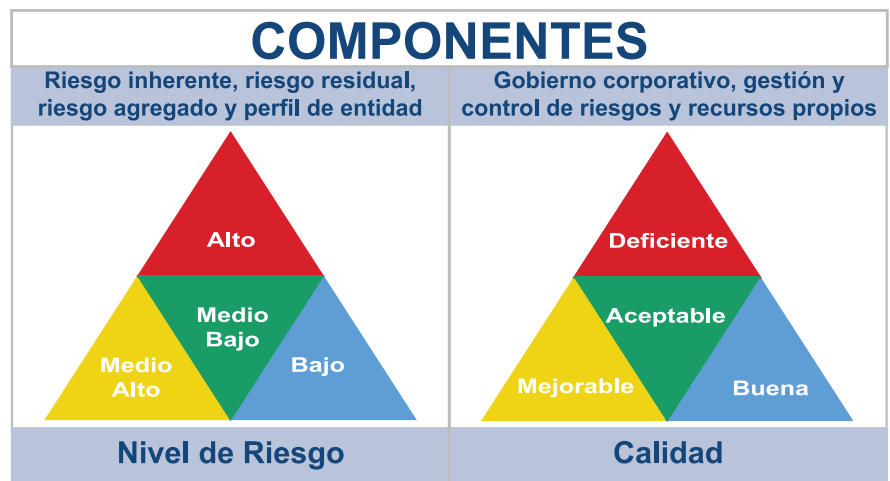 COMPONENTES
Riesgo inherente, riesgo residual,
riesgo agregado y perfil de entidad
Gobierno corporativo, gestión y
control de riesgos y recursos propios
Alto
Medio
Bajo
Medio
Alto
Bajo
Nivel de Riesgo
Deficiente
Aceptable
Mejorable
Buena
Calidad